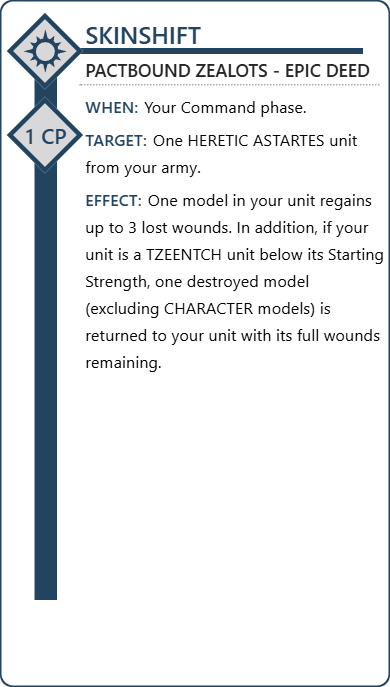 SKINSHIFT
PACTBOUND ZEALOTS - EPIC DEED
WHEN: Your Command phase.
1 CP
TARGET: One HERETIC ASTARTES unit
from your army.
EFFECT: One model in your unit regains
up to 3 lost wounds. In addition, if your
unit is a TZEENTCH unit below its Starting
Strength, one destroyed model
(excluding CHARACTER models) is
returned to your unit with its full wounds
remaining.